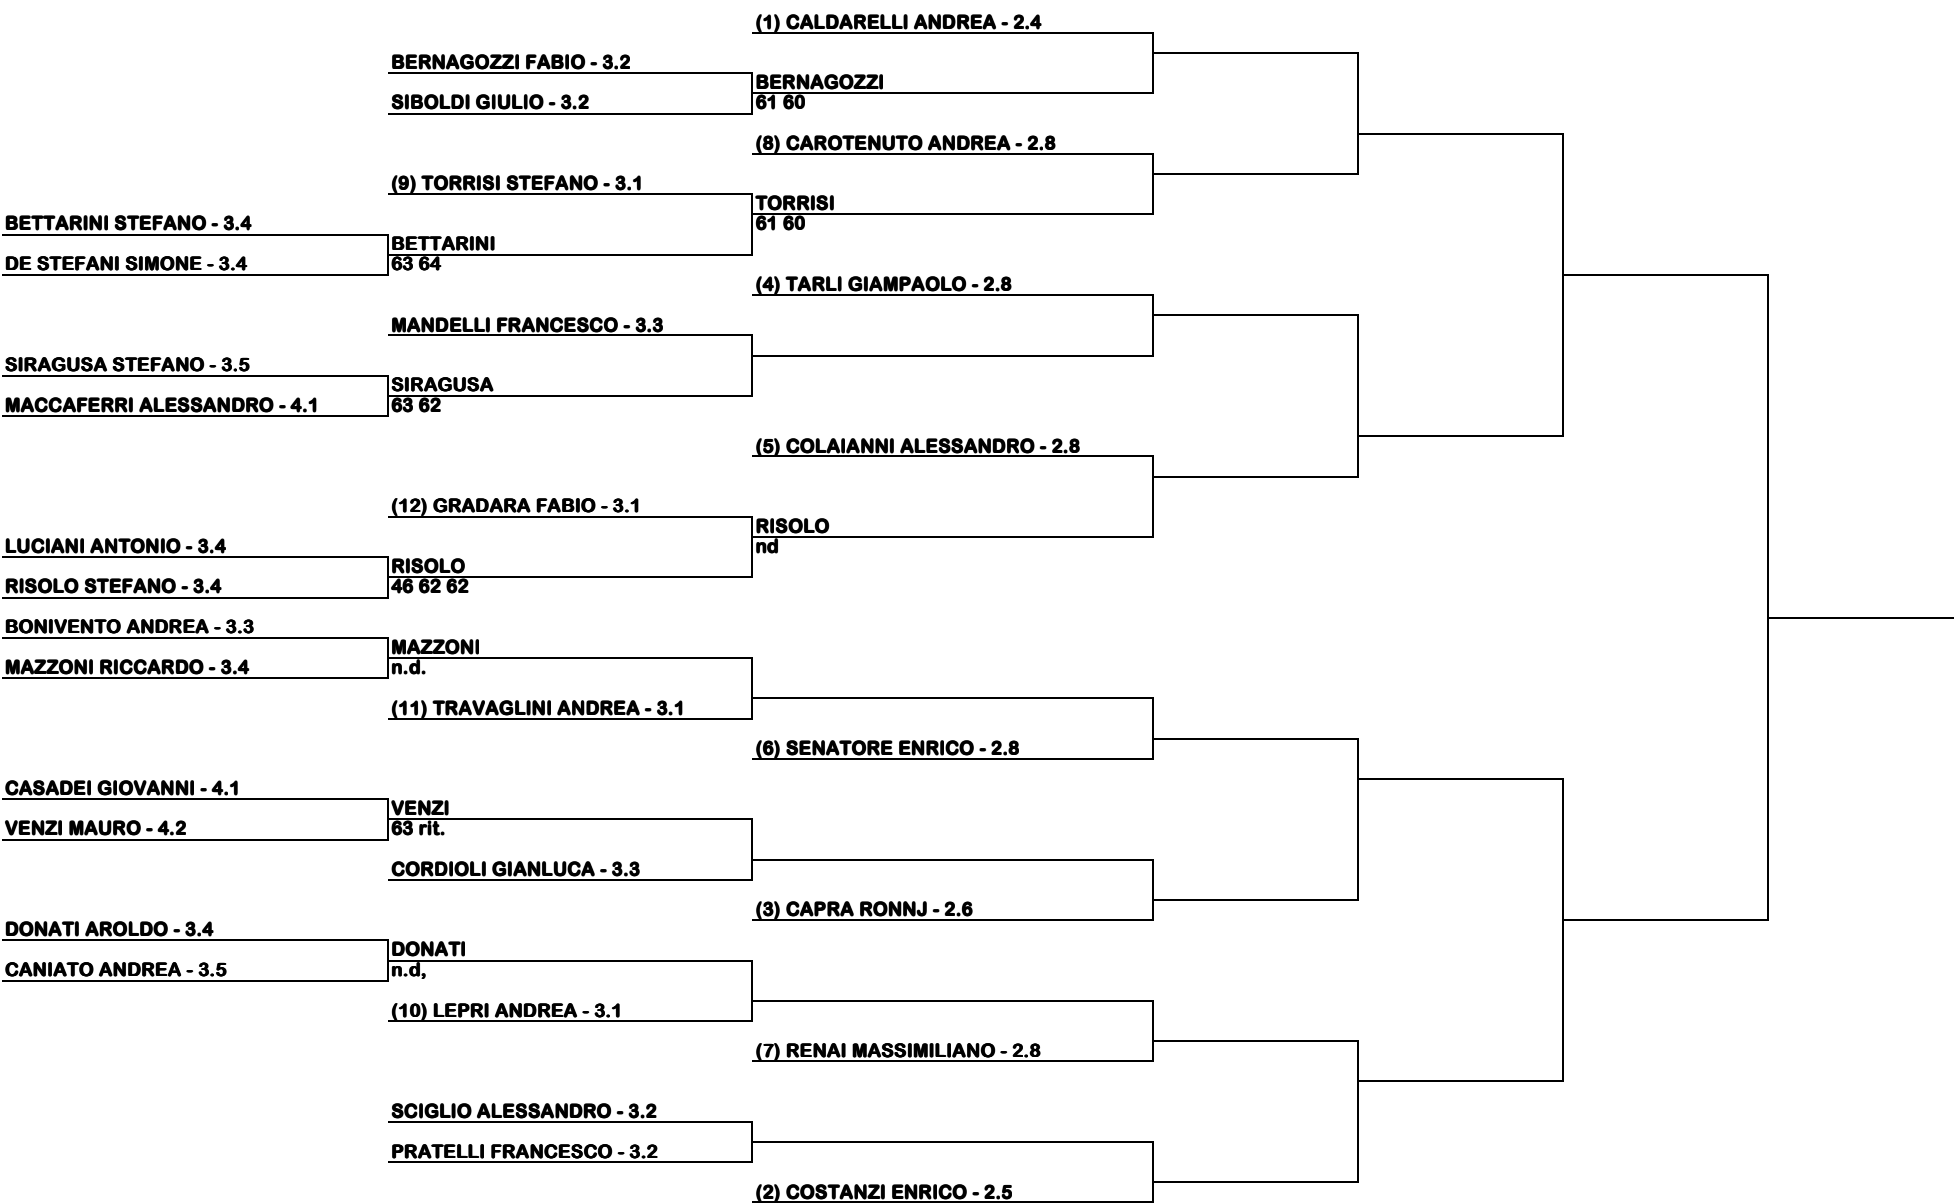 (1) CALDARELLI ANDREA - 2.4
BERNAGOZZI FABIO - 3.2
BERNAGOZZI
SIBOLDI GIULIO - 3.2
61 60
(8) CAROTENUTO ANDREA - 2.8
(9) TORRISI STEFANO - 3.1
TORRISI
61 60
BETTARINI STEFANO - 3.4
BETTARINI
DE STEFANI SIMONE - 3.4
63 64
(4) TARLI GIAMPAOLO - 2.8
MANDELLI FRANCESCO - 3.3
SIRAGUSA STEFANO - 3.5
SIRAGUSA
MACCAFERRI ALESSANDRO - 4.1
63 62
(5) COLAIANNI ALESSANDRO - 2.8
(12) GRADARA FABIO - 3.1
RISOLO
nd
LUCIANI ANTONIO - 3.4
RISOLO
RISOLO STEFANO - 3.4
46 62 62
BONIVENTO ANDREA - 3.3
MAZZONI
MAZZONI RICCARDO - 3.4
n.d.
(11) TRAVAGLINI ANDREA - 3.1
(6) SENATORE ENRICO - 2.8
CASADEI GIOVANNI - 4.1
VENZI
VENZI MAURO - 4.2
63 rit.
CORDIOLI GIANLUCA - 3.3
(3) CAPRA RONNJ - 2.6
DONATI AROLDO - 3.4
DONATI
CANIATO ANDREA - 3.5
n.d,
(10) LEPRI ANDREA - 3.1
(7) RENAI MASSIMILIANO - 2.8
SCIGLIO ALESSANDRO - 3.2
PRATELLI FRANCESCO - 3.2
(2) COSTANZI ENRICO - 2.5